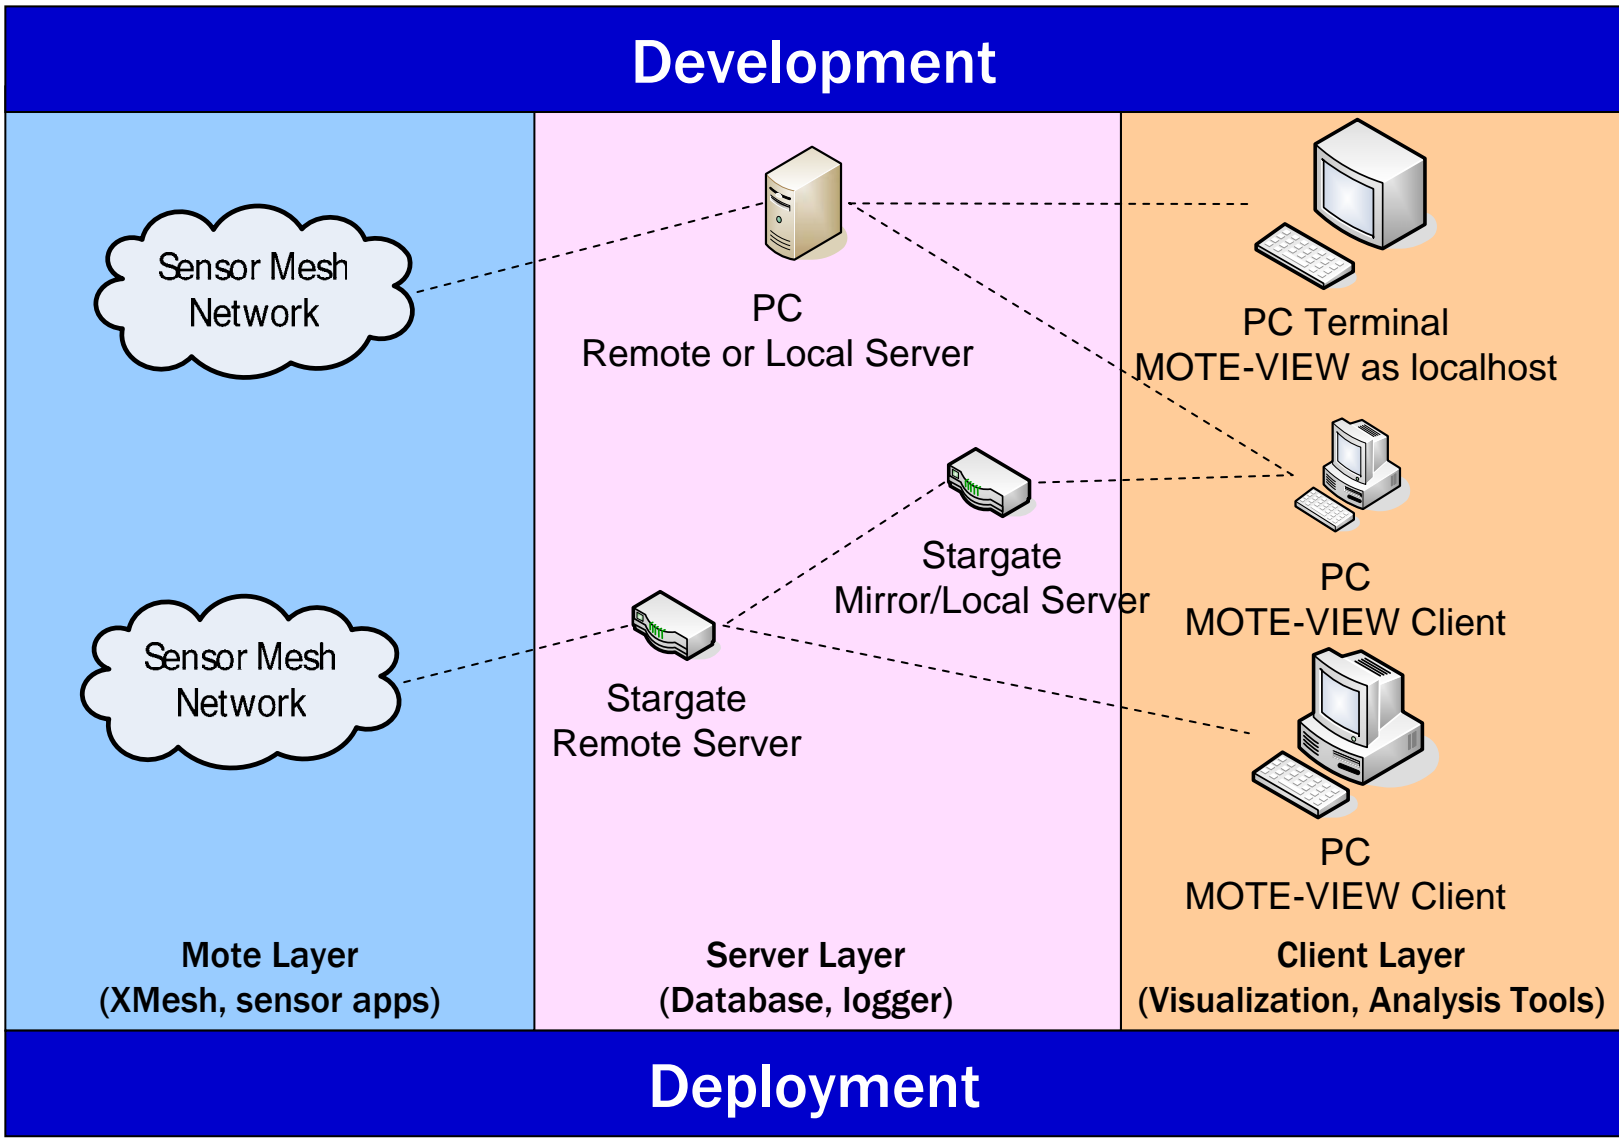 Development
Sensor Mesh
Network
PC
Remote or Local Server
PC Terminal
MOTE-VIEW as localhost
Stargate
Mirror/Local Server
PC
MOTE-VIEW Client
Sensor Mesh
Network
Stargate
Remote Server
PC
MOTE-VIEW Client
Mote Layer
(XMesh, sensor apps)
Server Layer
(Database, logger)
Client Layer
(Visualization, Analysis Tools)
Deployment